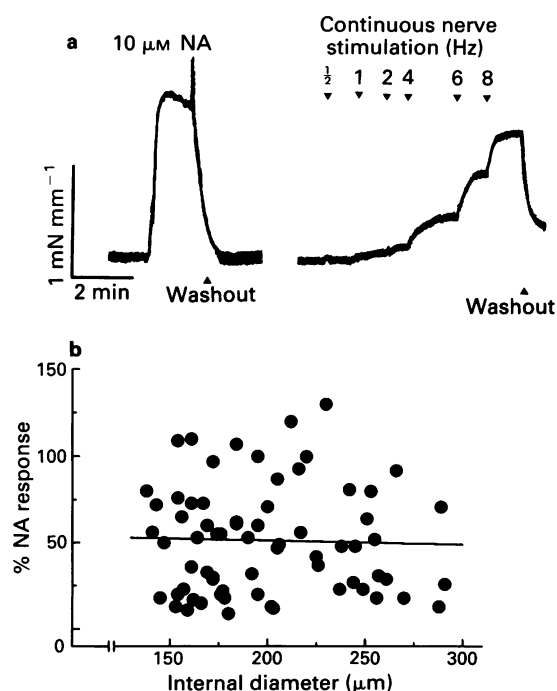 a
10 μM NA
Continuous nerve
stimulation (Hz)
½ 1 2 4 6 8
1 mN mm⁻¹
2 min
Washout
Washout
b
150
100
50
0
% NA response
150 200 250 300
Internal diameter (μm)